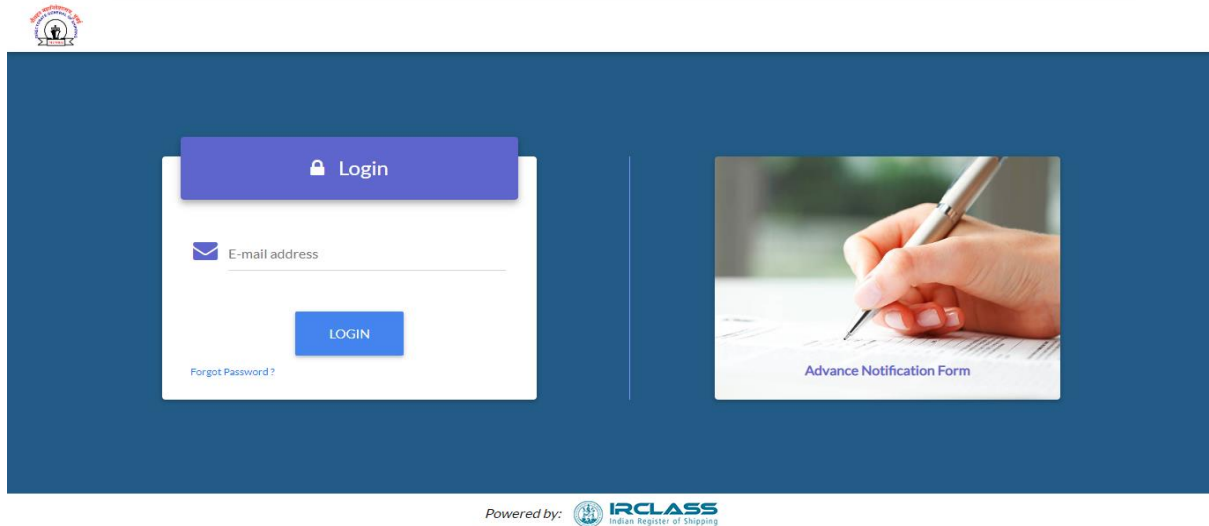 Login
E-mail address
LOGIN
Forgot Password ?
Advance Notification Form
Powered by:
IRCLASS
Indian Register of Shipping